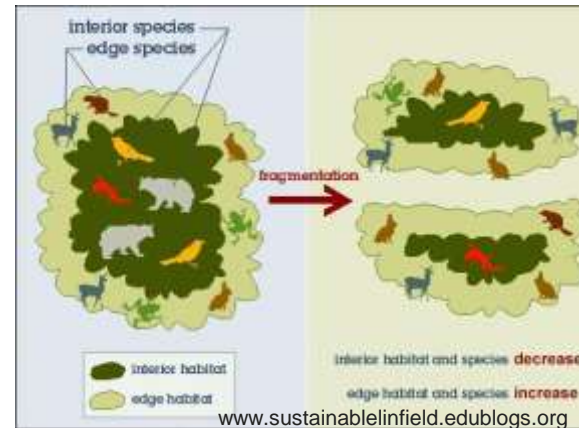 interior species
edge species
fragmentation
interior habitat
edge habitat
interior habitat and species decrease
edge habitat and species increase
www.sustainablelinfield.edublogs.org